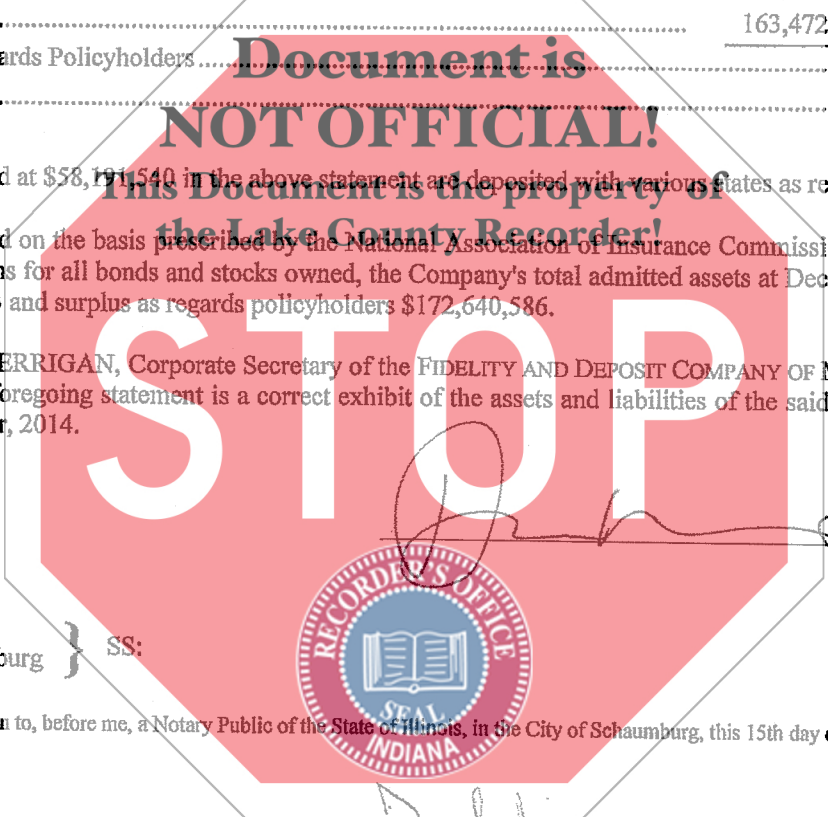 163,472
ards Policyholders
Document is
NOT OFFICIAL!
d at $58,191,540 in the above statement are deposited with various states as re
This Document is the property of
the Lake County Recorder!
d on the basis prescribed by the National Association of Insurance Commissi
s for all bonds and stocks owned, the Company's total admitted assets at Dec
and surplus as regards policyholders $172,640,586.
STOP
ERRIGAN, Corporate Secretary of the FIDELITY AND DEPOSIT COMPANY OF
oregoing statement is a correct exhibit of the assets and liabilities of the said
r, 2014.
RECORDER'S OFFICE
SEAL
INDIANA
burg } SS:
n to, before me, a Notary Public of the State of Illinois, in the City of Schaumburg, this 15th day